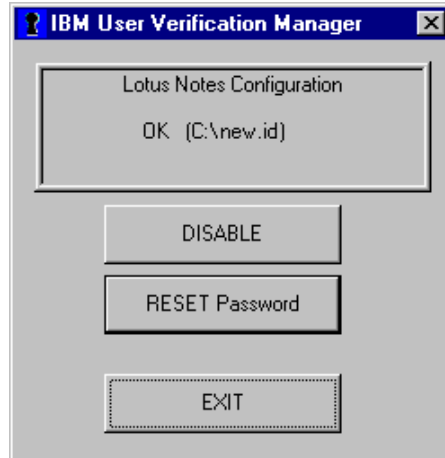 IBM User Verification Manager
Lotus Notes Configuration
OK (C:\new.id)
DISABLE
RESET Password
EXIT